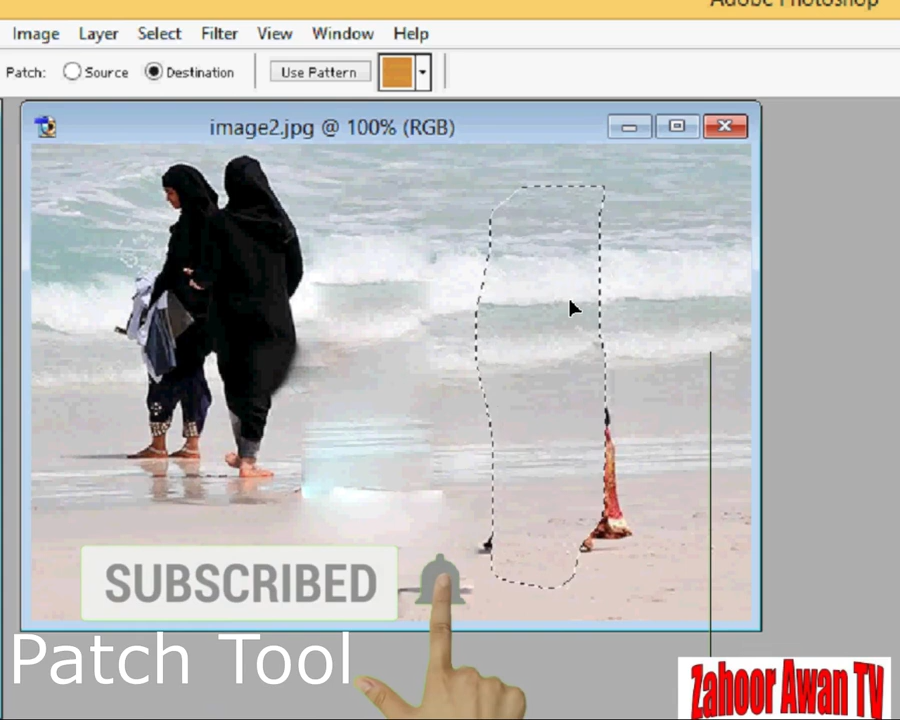 Adobe Photoshop
Image Layer Select Filter View Window Help
Patch: Source Destination Use Pattern
image2.jpg @ 100% (RGB)
SUBSCRIBED
Patch Tool
Zahoor Awan TV